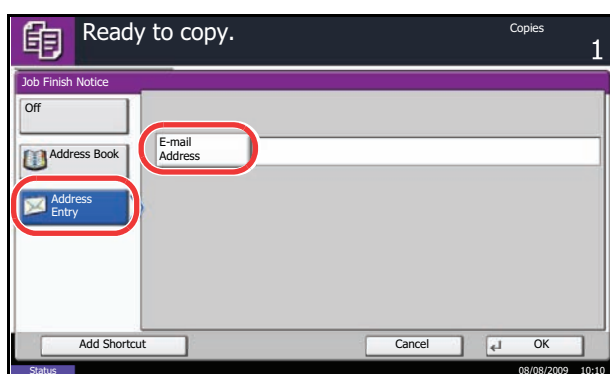 Ready to copy.
Copies
1
Job Finish Notice
Off
Address Book
Address
Entry
E-mail
Address
Add Shortcut
Cancel
OK
Status
08/08/2009 10:10